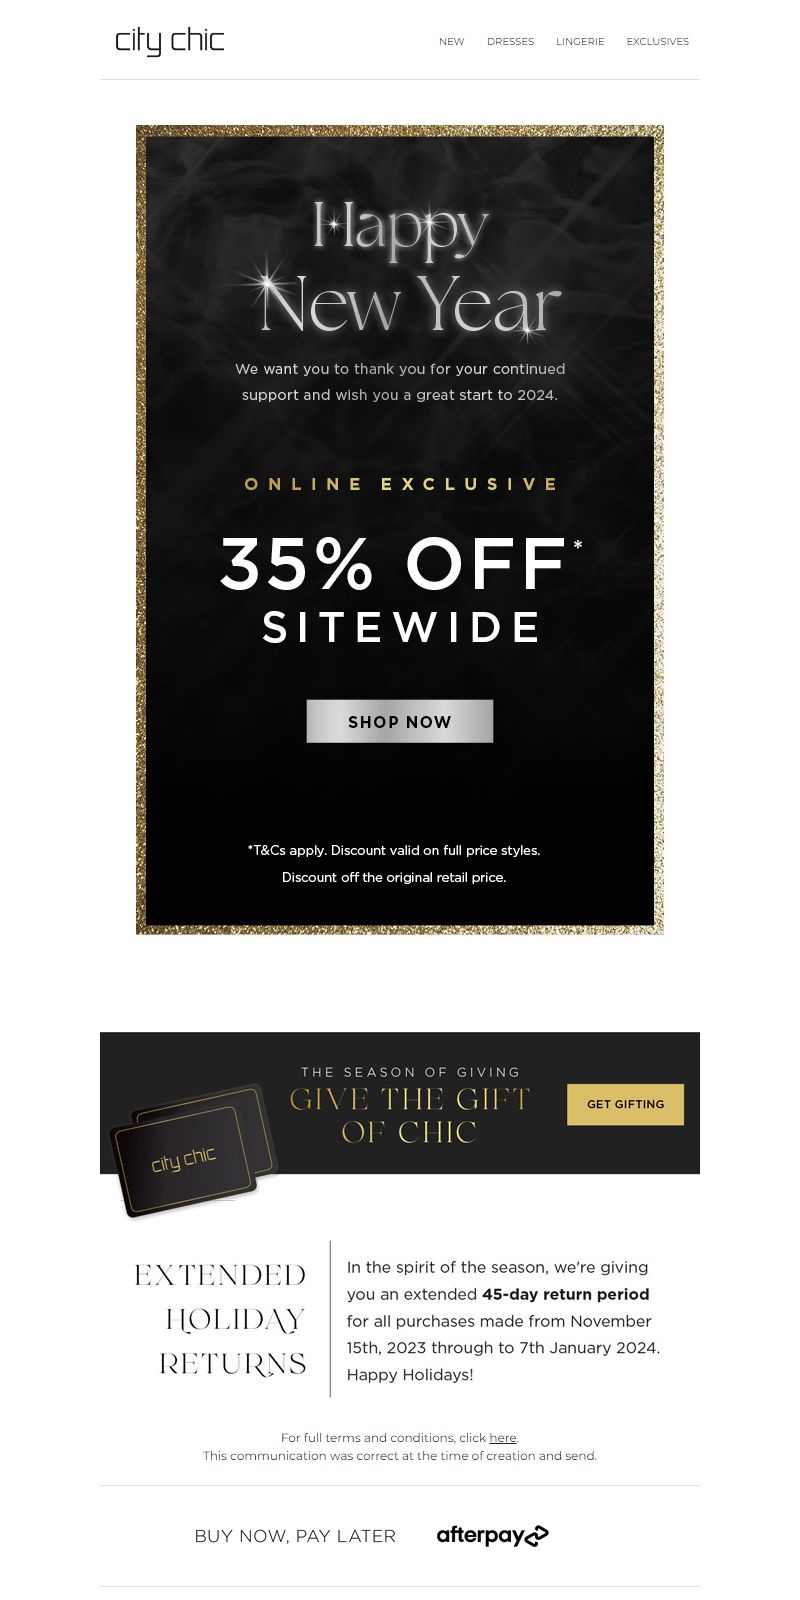 city chic
NEW DRESSES LINGERIE EXCLUSIVES
Happy
New Year
We want you to thank you for your continued
support and wish you a great start to 2024.
ONLINE EXCLUSIVE
35% OFF*
SITEWIDE
SHOP NOW
*T&Cs apply. Discount valid on full price styles.
Discount off the original retail price.
THE SEASON OF GIVING
GIVE THE GIFT
OF CHIC
GET GIFTING
city chic
EXTENDED
HOLIDAY
RETURNS
In the spirit of the season, we're giving
you an extended 45-day return period
for all purchases made from November
15th, 2023 through to 7th January 2024.
Happy Holidays!
For full terms and conditions, click here.
This communication was correct at the time of creation and send.
BUY NOW, PAY LATER afterpay